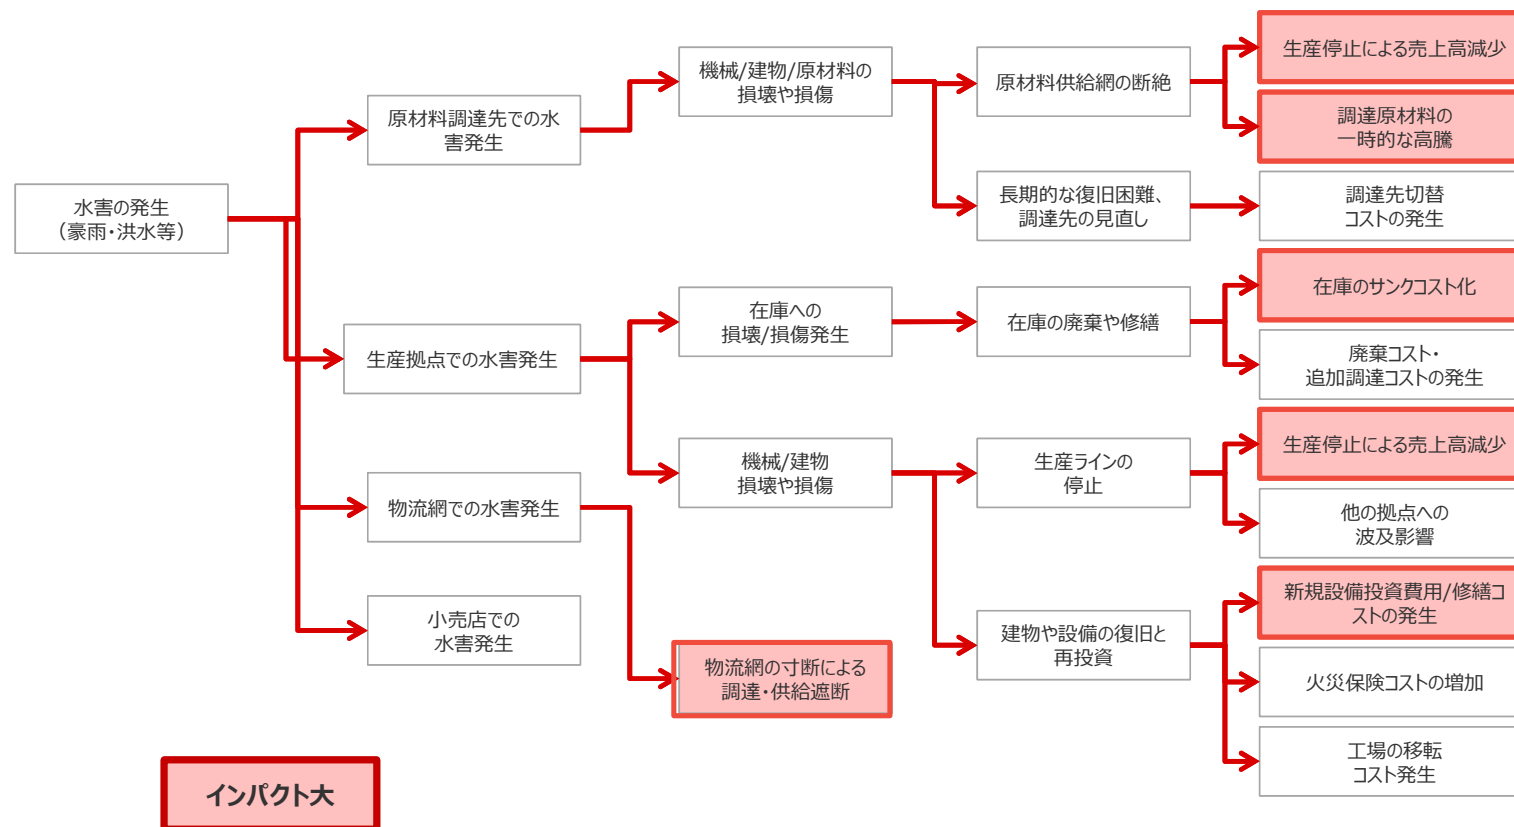 水害の発生
（豪雨・洪水等）
原材料調達先での水
害発生
生産拠点での水害発生
物流網での水害発生
小売店での
水害発生
機械/建物/原材料の
損壊や損傷
在庫への
損壊/損傷発生
機械/建物
損壊や損傷
物流網の寸断による
調達・供給遮断
原材料供給網の断絶
長期的な復旧困難、
調達先の見直し
在庫の廃棄や修繕
生産ラインの
停止
建物や設備の復旧と
再投資
生産停止による売上高減少
調達原材料の
一時的な高騰
調達先切替
コストの発生
在庫のサンクコスト化
廃棄コスト・
追加調達コストの発生
生産停止による売上高減少
他の拠点への
波及影響
新規設備投資費用/修繕コ
ストの発生
火災保険コストの増加
工場の移転
コスト発生
インパクト大